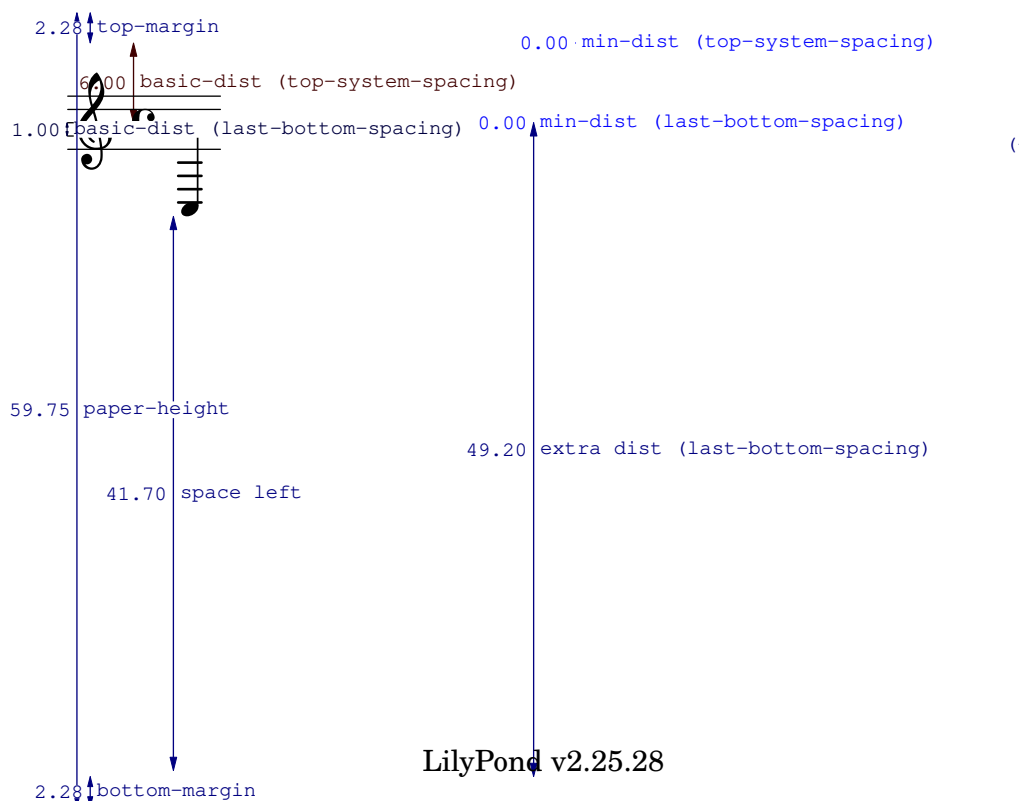 2.28 top-margin
0.00 min-dist (top-system-spacing)
6.00 basic-dist (top-system-spacing)
1.00 basic-dist (last-bottom-spacing)
0.00 min-dist (last-bottom-spacing)
(
59.75 paper-height
49.20 extra dist (last-bottom-spacing)
41.70 space left
LilyPond v2.25.28
2.28 bottom-margin